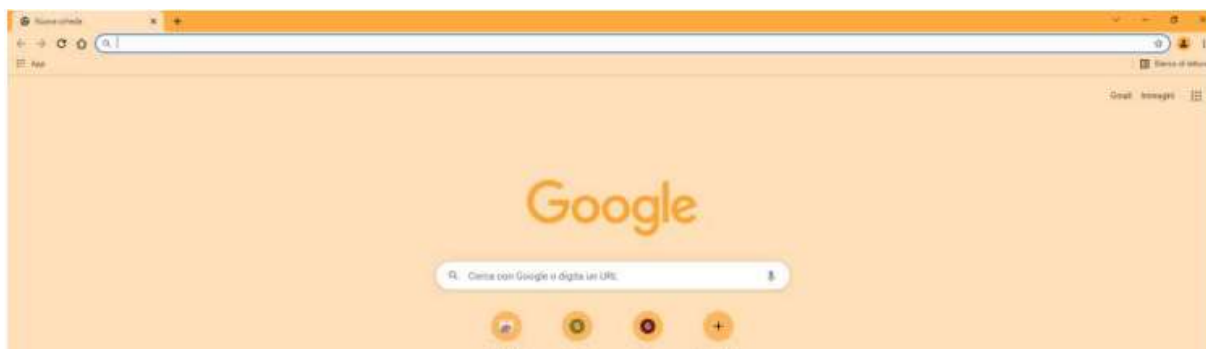 Nuova scheda
App
Elenco di lettura
Gmail Immagini
Google
Cerca con Google o digita un URL